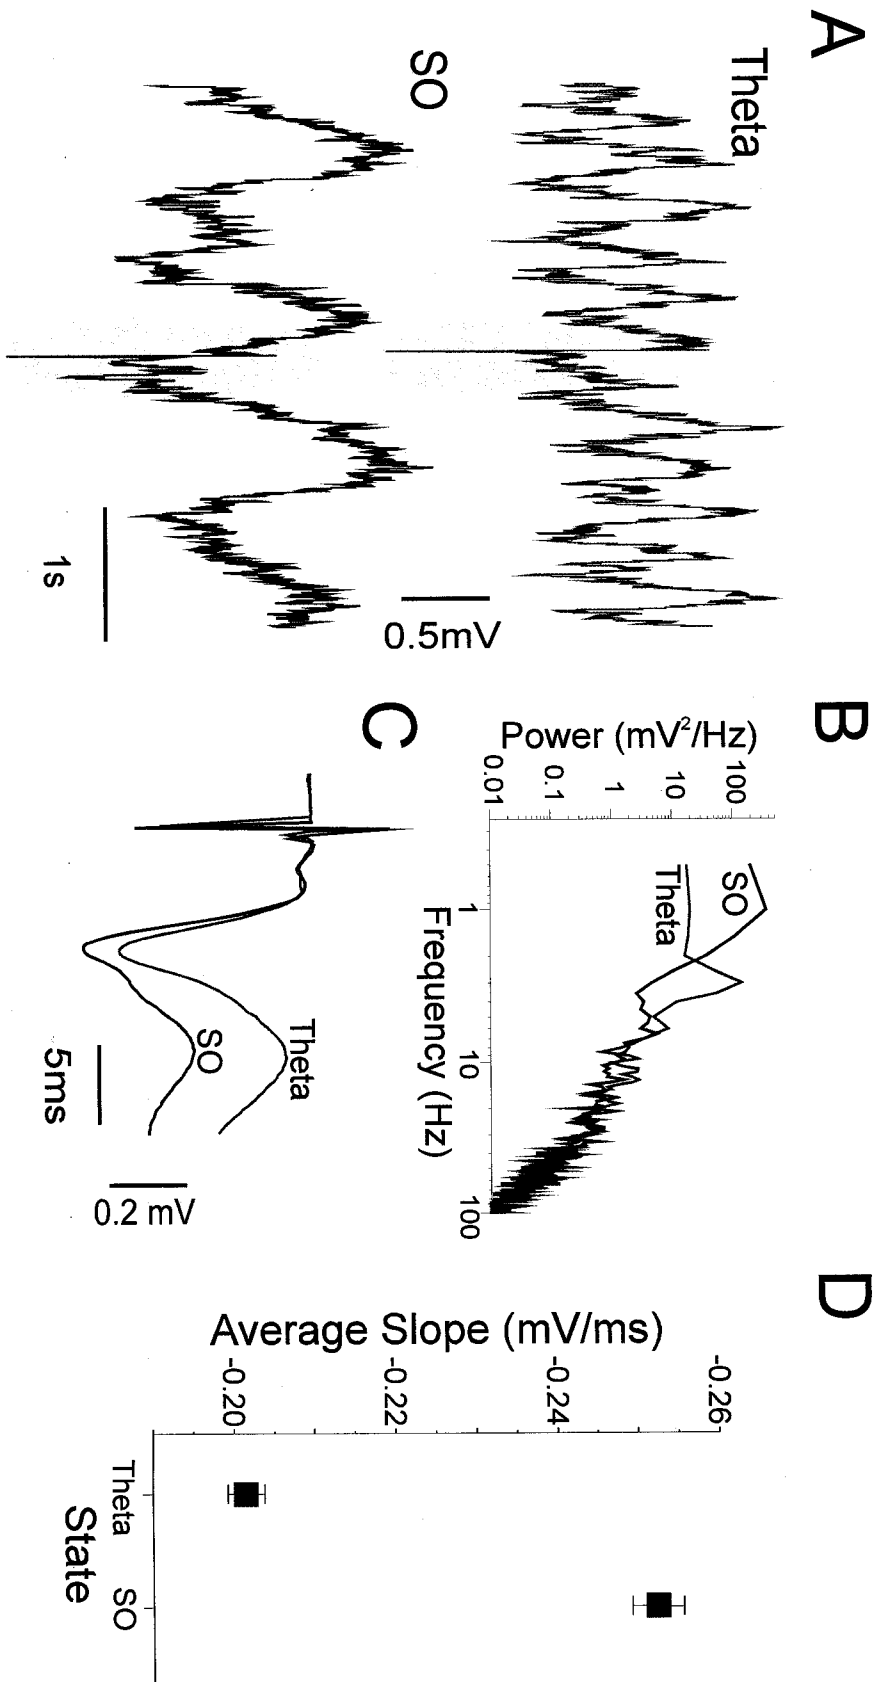 A
Theta
SO
0.5mV
1s
B
Power (mV²/Hz)
100
10
1
0.1
0.01
SO
Theta
1
10
100
Frequency (Hz)
C
Theta
SO
5ms
0.2 mV
D
Average Slope (mV/ms)
-0.26
-0.24
-0.22
-0.20
Theta
SO
State